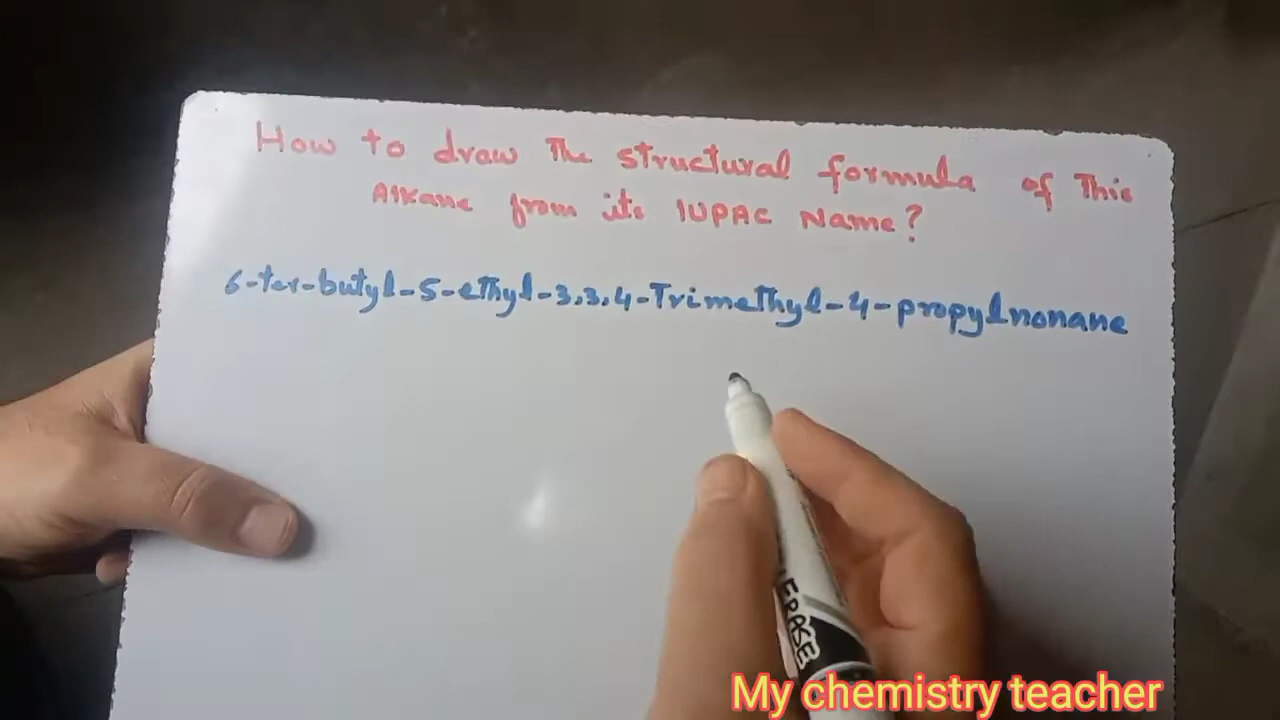 How to draw The structural formula of This
Alkane from its IUPAC Name?
6-ter-butyl-5-ethyl-3,3,4-Trimethyl-4-propylnonane
ERASE
My chemistry teacher